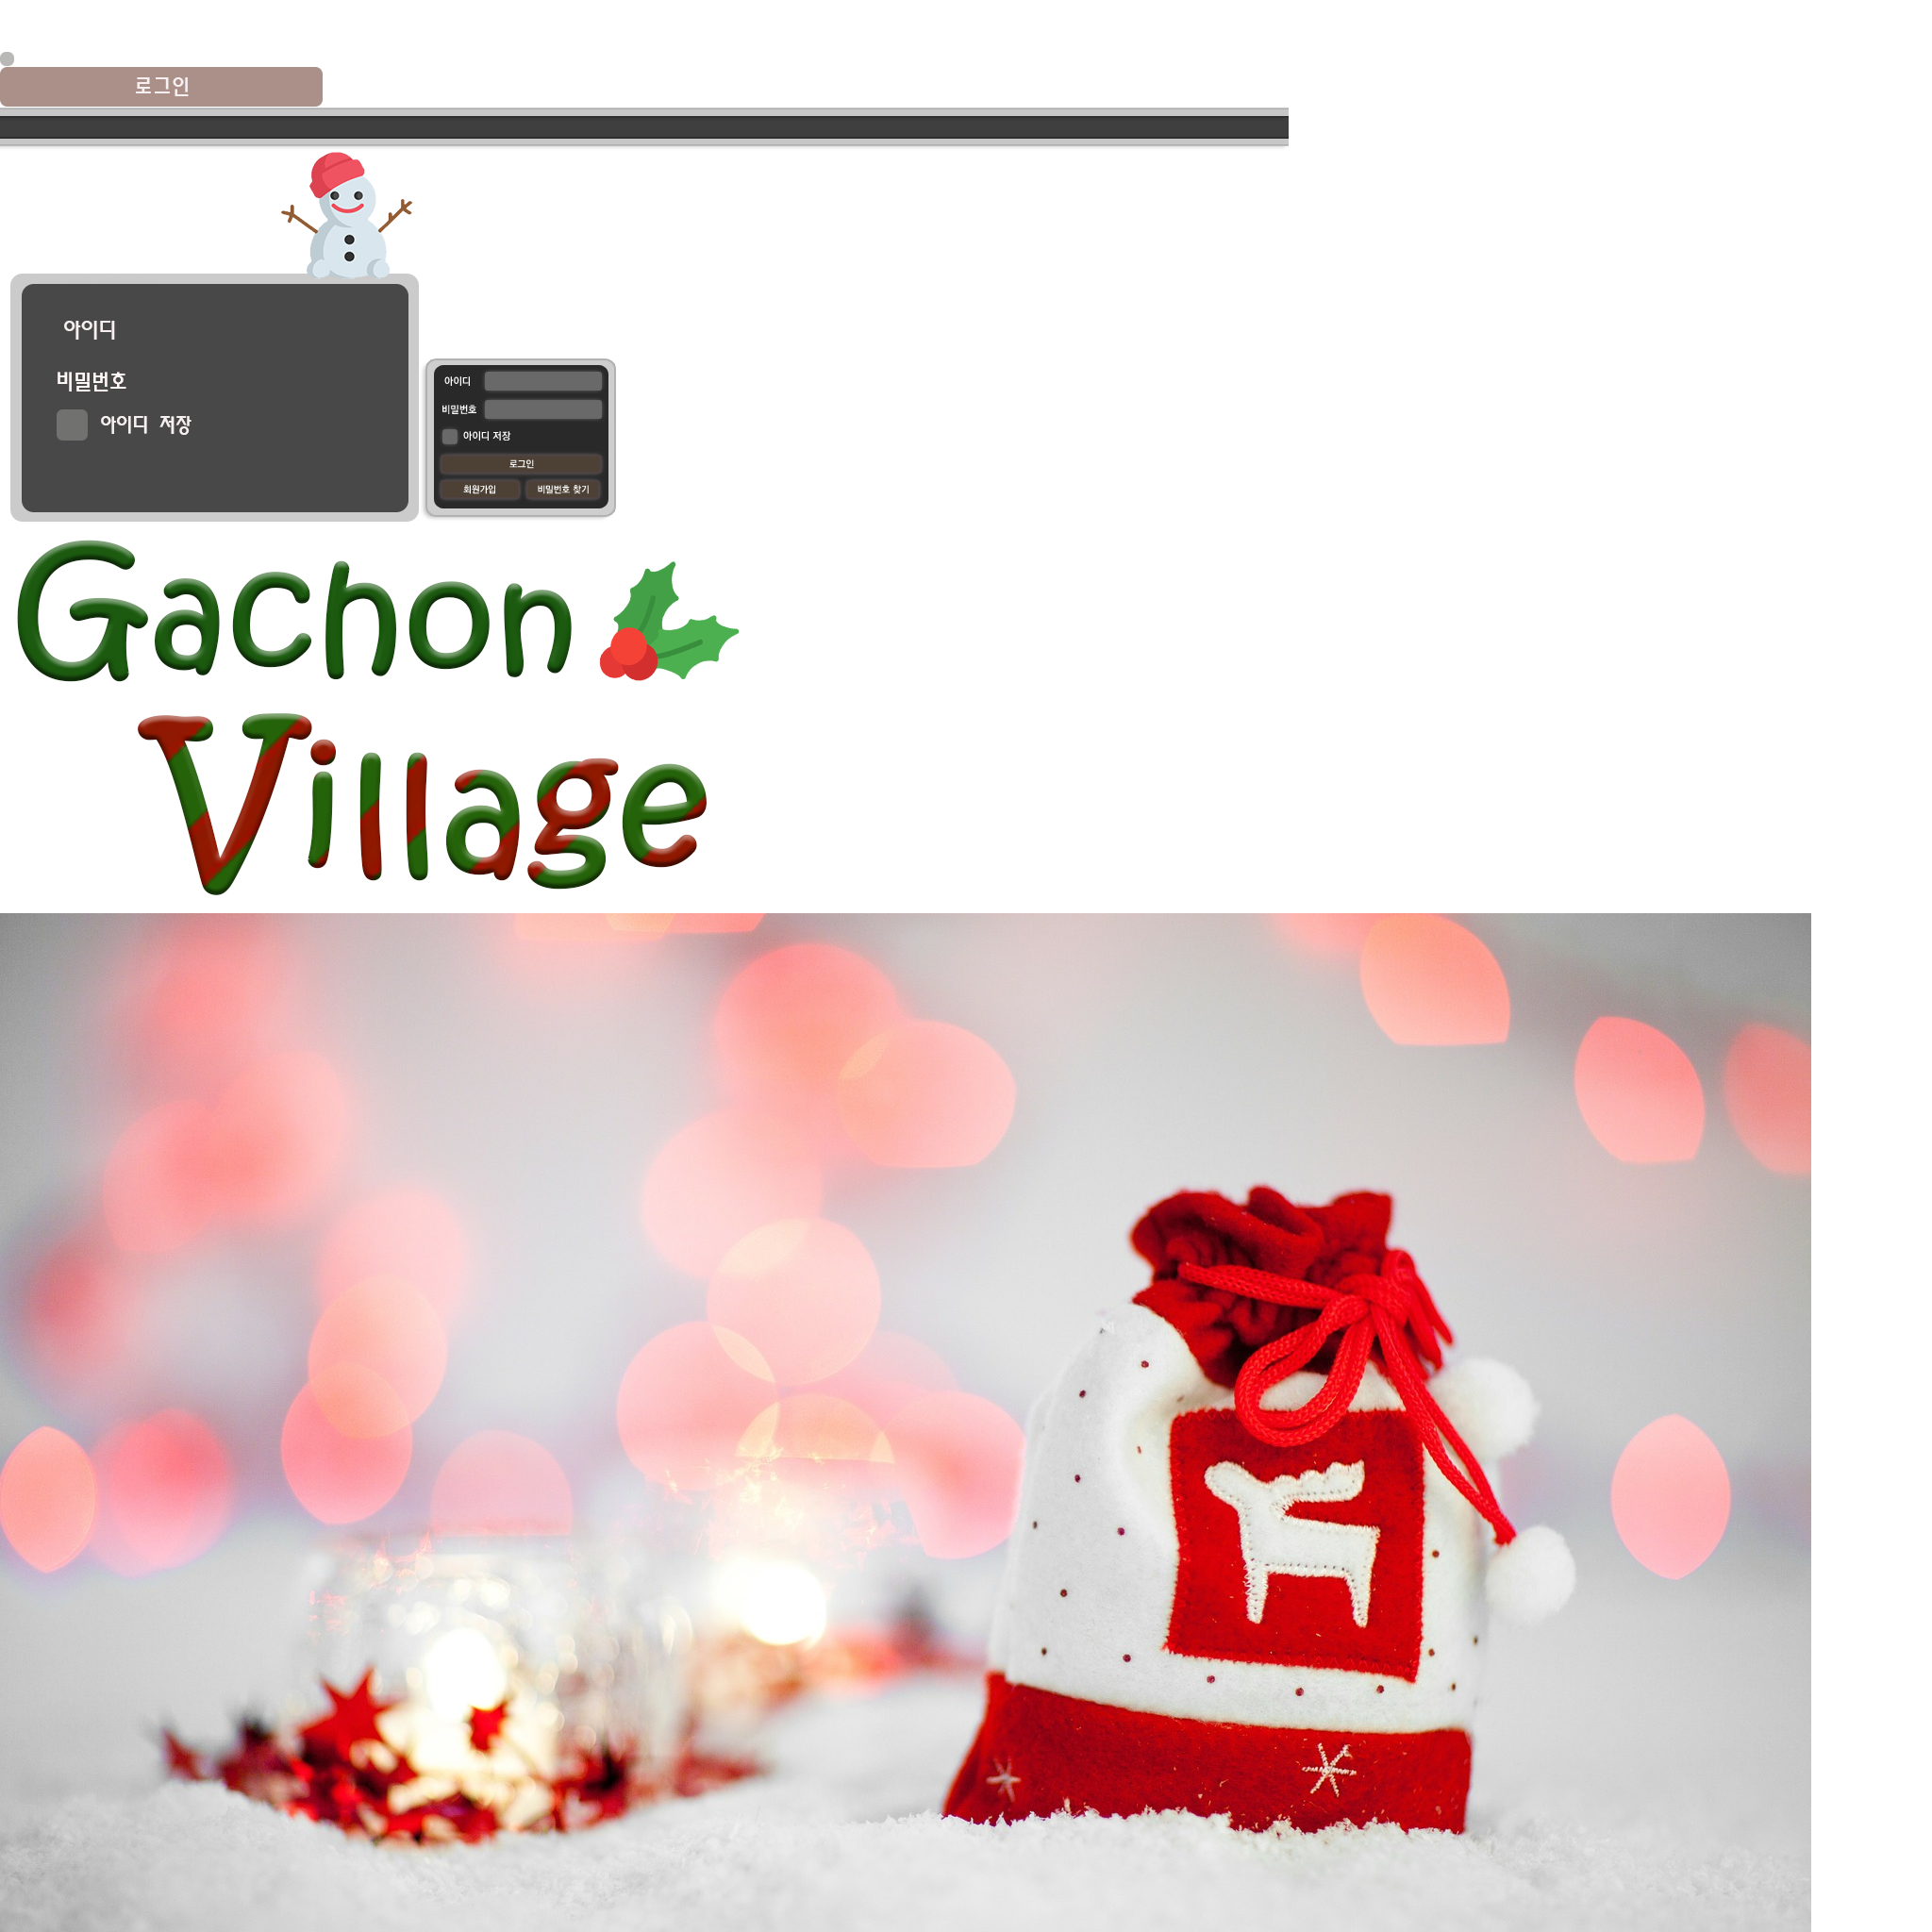 로그인
아이디
비밀번호
아이디 저장
아이디
비밀번호
아이디 저장
로그인
회원가입 비밀번호 찾기
Gachon
Village